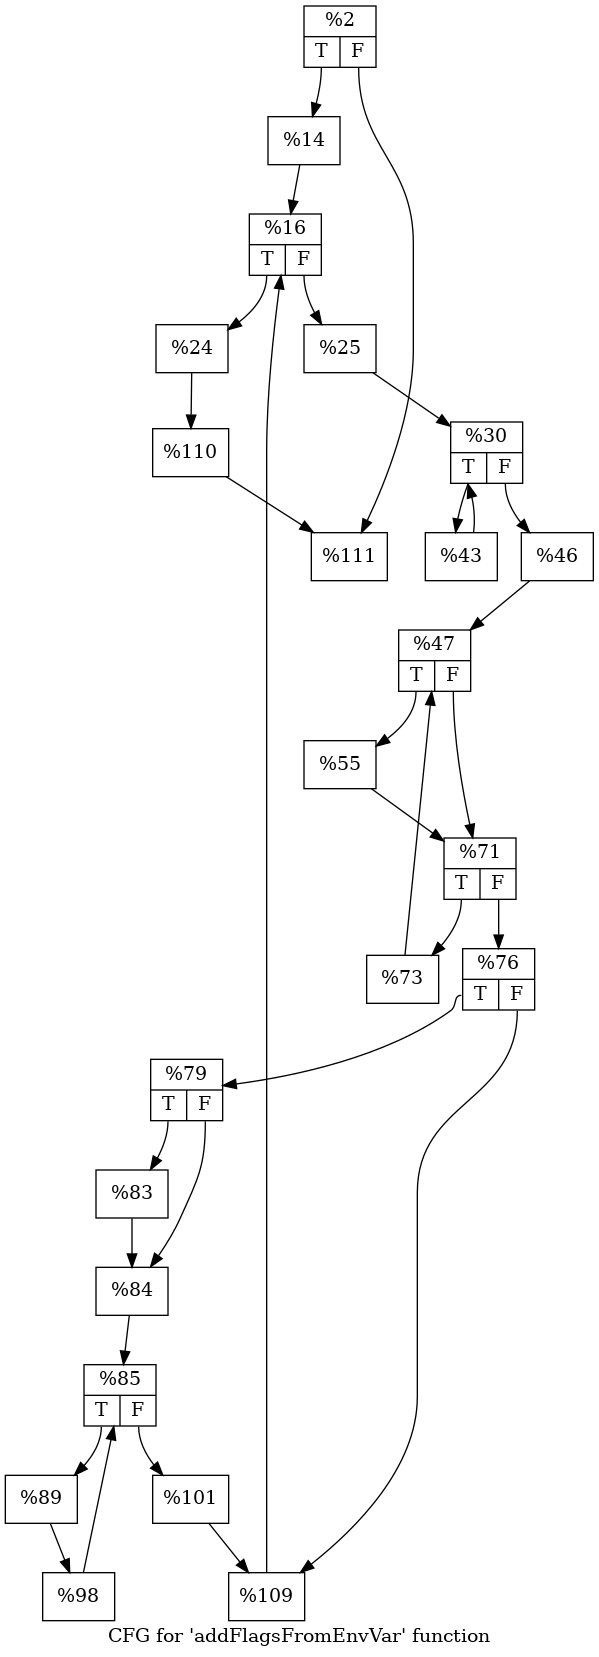 %2
T F
%14
%16
T F
%24
%25
%110
%30
T F
%111
%43
%46
%47
T F
%55
%71
T F
%73
%76
T F
%79
T F
%83
%84
%85
T F
%89
%101
%98
%109
CFG for 'addFlagsFromEnvVar' function